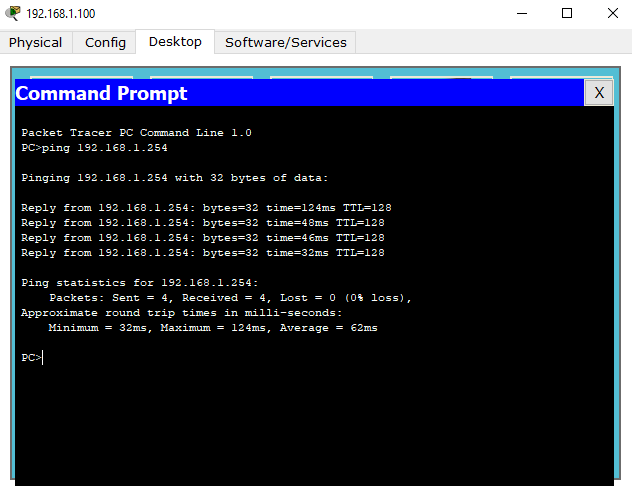 192.168.1.100
Physical Config Desktop Software/Services
Command Prompt X
Packet Tracer PC Command Line 1.0
PC>ping 192.168.1.254
Pinging 192.168.1.254 with 32 bytes of data:
Reply from 192.168.1.254: bytes=32 time=124ms TTL=128
Reply from 192.168.1.254: bytes=32 time=48ms TTL=128
Reply from 192.168.1.254: bytes=32 time=46ms TTL=128
Reply from 192.168.1.254: bytes=32 time=32ms TTL=128
Ping statistics for 192.168.1.254:
    Packets: Sent = 4, Received = 4, Lost = 0 (0% loss),
Approximate round trip times in milli-seconds:
    Minimum = 32ms, Maximum = 124ms, Average = 62ms
PC>